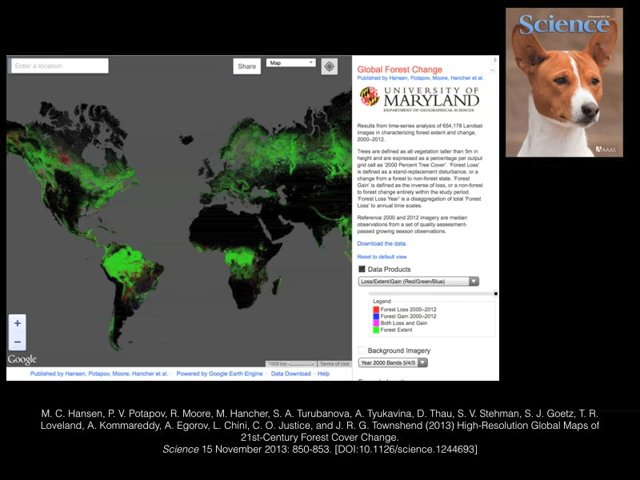 Science
AAAS
Enter a location
Share
Map
Global Forest Change
Published by Hansen, Potapov, Moore, Hancher et al.
UNIVERSITY OF
MARYLAND
DEPARTMENT OF GEOGRAPHICAL SCIENCES
Results from time-series analysis of 654,178 Landsat
images in characterizing forest extent and change,
2000–2012.
Trees are defined as all vegetation taller than 5m in
height and are expressed as a percentage per output
grid cell as '2000 Percent Tree Cover'. 'Forest Loss'
is defined as a stand-replacement disturbance, or a
change from a forest to non-forest state. 'Forest
Gain' is defined as the inverse of loss, or a non-forest
to forest change entirely within the study period.
'Forest Loss Year' is a disaggregation of total 'Forest
Loss' to annual time scales.
Reference 2000 and 2012 imagery are median
observations from a set of quality assessment-
passed growing season observations.
Download the data.
Reset to default view
Data Products
Loss/Extent/Gain (Red/Green/Blue)
Legend
Forest Loss 2000–2012
Forest Gain 2000–2012
Both Loss and Gain
Forest Extent
Background Imagery
Year 2000 Bands 5/4/3
+
−
Google
1000 km
Terms of Use
Published by Hansen, Potapov, Moore, Hancher et al. · Powered by Google Earth Engine · Data Download · Help
M. C. Hansen, P. V. Potapov, R. Moore, M. Hancher, S. A. Turubanova, A. Tyukavina, D. Thau, S. V. Stehman, S. J. Goetz, T. R.
Loveland, A. Kommareddy, A. Egorov, L. Chini, C. O. Justice, and J. R. G. Townshend (2013) High-Resolution Global Maps of
21st-Century Forest Cover Change.
Science 15 November 2013: 850-853. [DOI:10.1126/science.1244693]